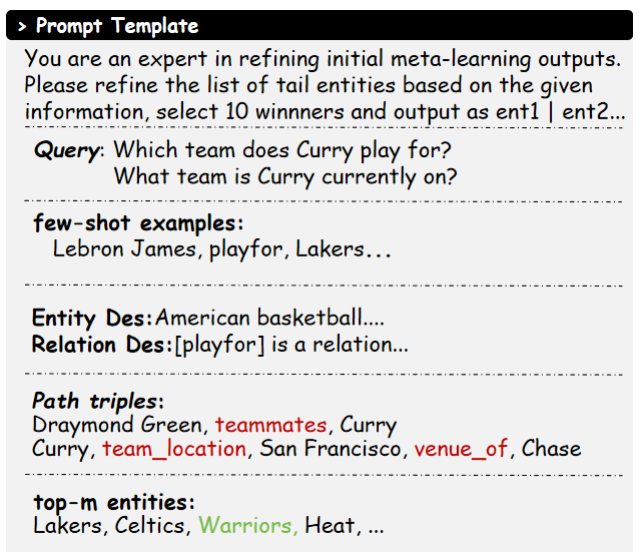 > Prompt Template
You are an expert in refining initial meta-learning outputs.
Please refine the list of tail entities based on the given
information, select 10 winnners and output as ent1 | ent2...
Query: Which team does Curry play for?
What team is Curry currently on?
few-shot examples:
Lebron James, playfor, Lakers...
Entity Des:American basketball....
Relation Des:[playfor] is a relation...
Path triples:
Draymond Green, teammates, Curry
Curry, team_location, San Francisco, venue_of, Chase
top-m entities:
Lakers, Celtics, Warriors, Heat, ...